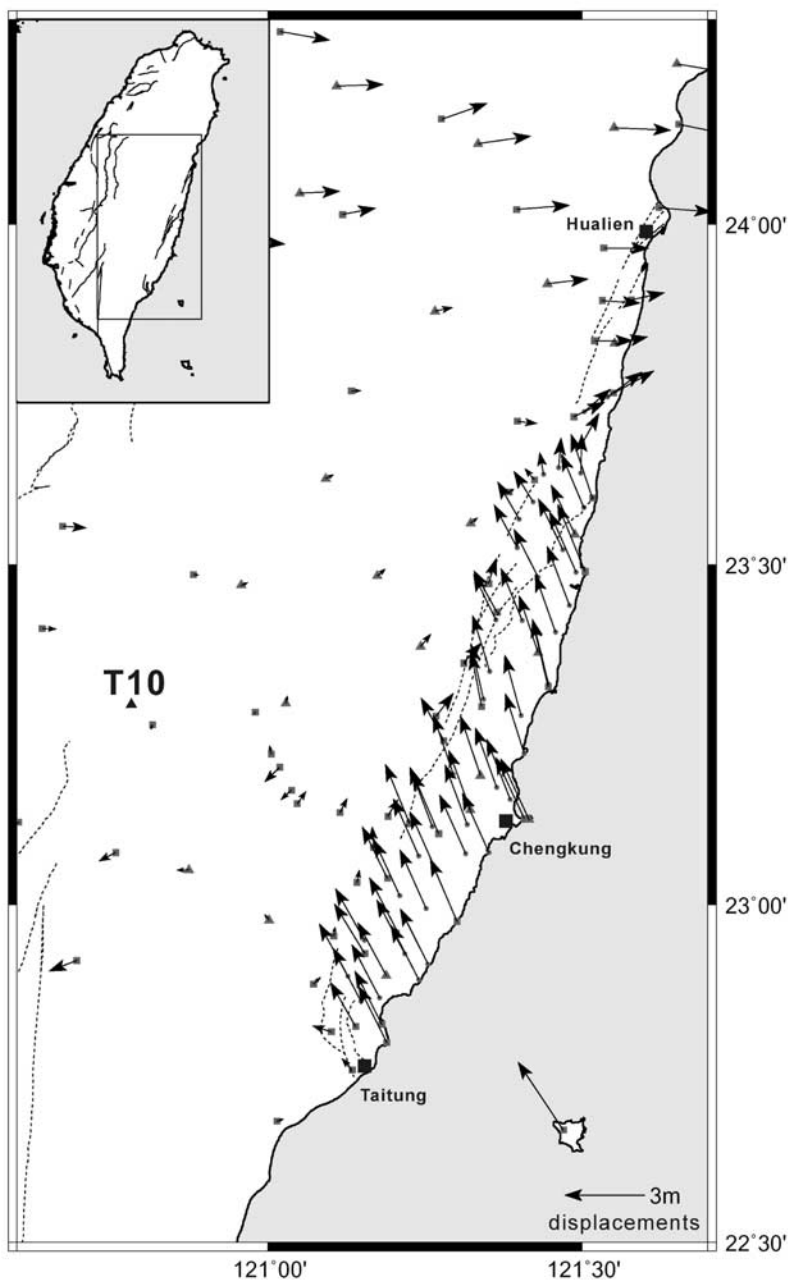 Hualien
24°00'
23°30'
T10
Chengkung
23°00'
Taitung
3m
displacements
22°30'
121°00'
121°30'